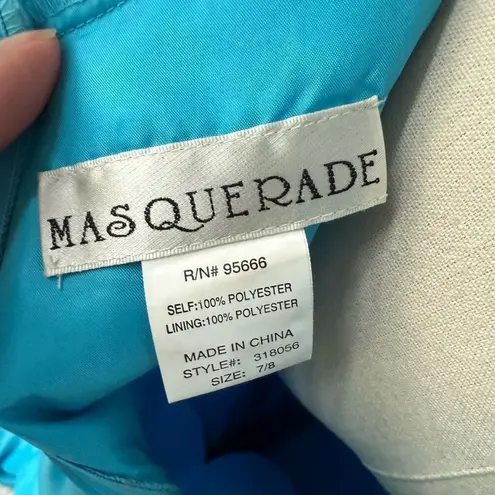 MASQUERADE
R/N# 95666
SELF:100% POLYESTER
LINING:100% POLYESTER
MADE IN CHINA
STYLE#: 318056
SIZE: 7/8